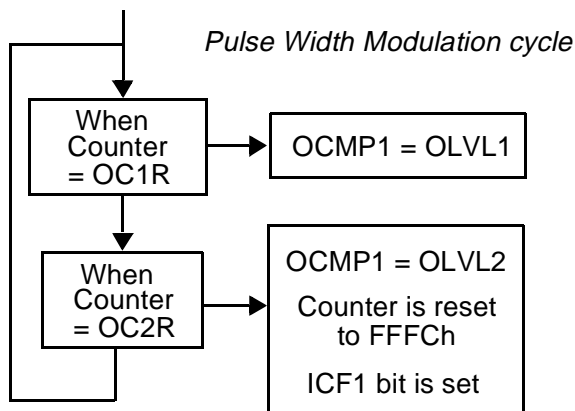 Pulse Width Modulation cycle
When
Counter
= OC1R
OCMP1 = OLVL1
When
Counter
= OC2R
OCMP1 = OLVL2
Counter is reset
to FFFCh
ICF1 bit is set